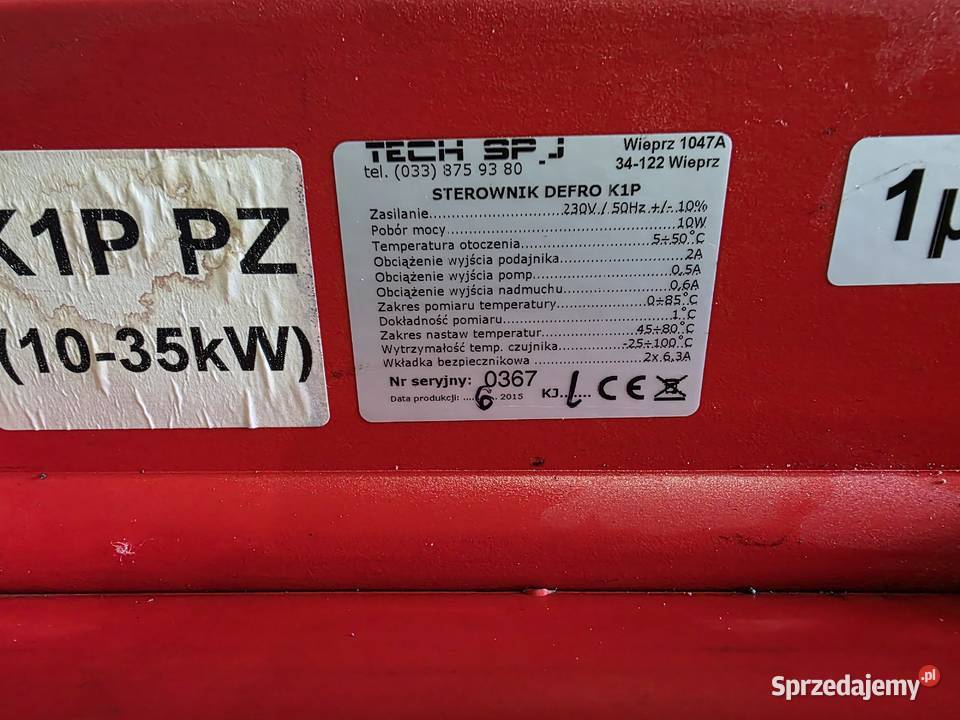 K1P PZ
(10-35kW)
TECH SP.J
Wieprz 1047A
34-122 Wieprz
tel. (033) 875 93 80
STEROWNIK DEFRO K1P
Zasilanie..........................230V / 50Hz +/- 10%
Pobór mocy..........................10W
Temperatura otoczenia..........................5÷50°C
Obciążenie wyjścia podajnika..........................2A
Obciążenie wyjścia pomp..........................0,5A
Obciążenie wyjścia nadmuchu..........................0,6A
Zakres pomiaru temperatury..........................0÷85°C
Dokładność pomiaru..........................1°C
Zakres nastaw temperatur..........................45÷80°C
Wytrzymałość temp. czujnika..........................-25÷100°C
Wkładka bezpiecznikowa ..........................2x 6,3A
Nr seryjny: 0367 KJ...l.... CE
Data produkcji: ....6.... 2015
1µ
Sprzedajemy.pl